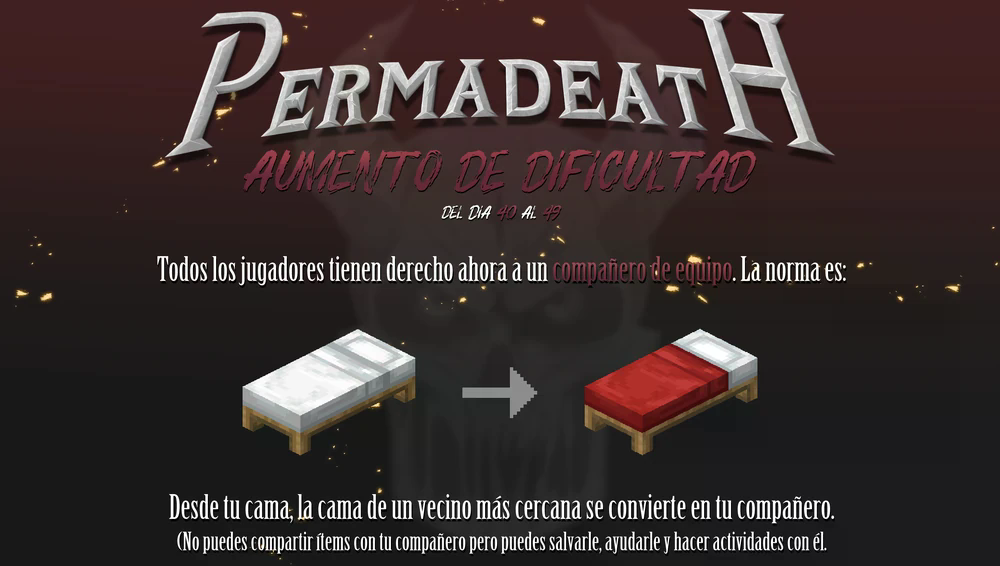 PERMADEATH
AUMENTO DE DIFICULTAD
DEL DíA 40 AL 49
Todos los jugadores tienen derecho ahora a un compañero de equipo. La norma es:
Desde tu cama, la cama de un vecino más cercana se convierte en tu compañero.
(No puedes compartir ítems con tu compañero pero puedes salvarle, ayudarle y hacer actividades con él.